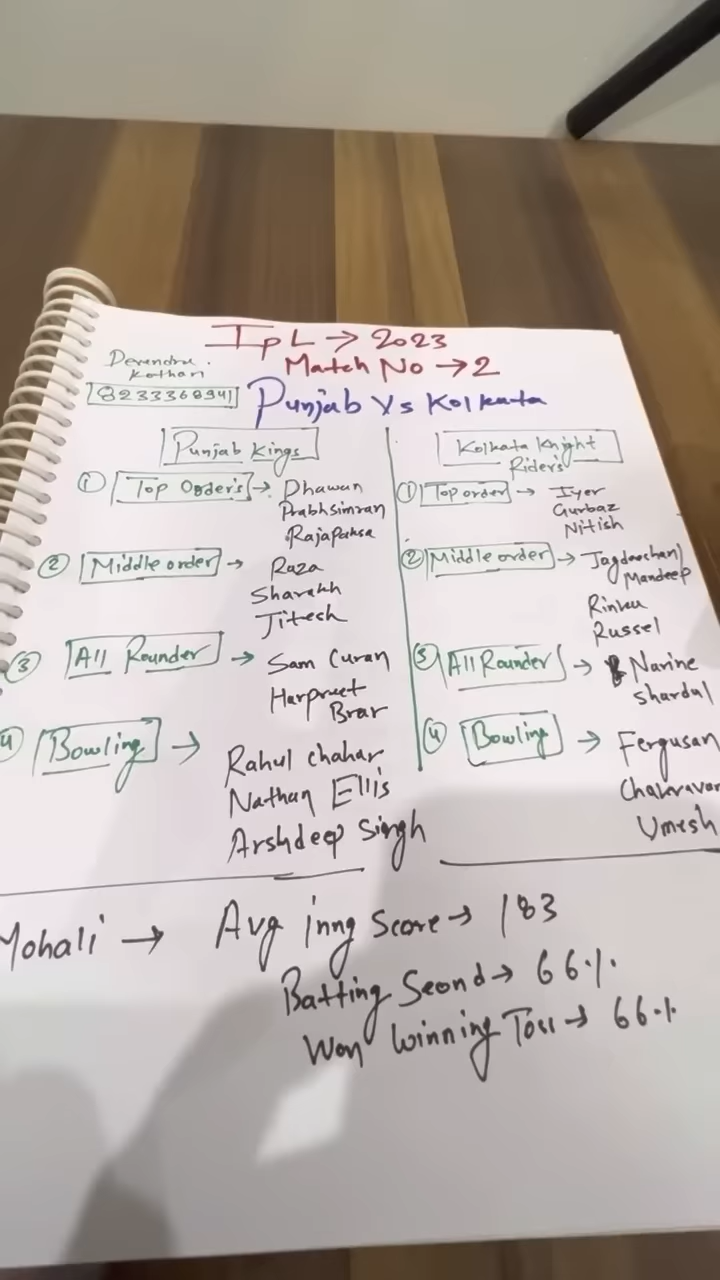 IPL → 2023
Match No → 2
Devendra.
Kothari
8233368941
Punjab Vs Kolkata
Punjab Kings
① Top Order's → Dhawan
Prabhsimran
Rajapaksa
② Middle order → Raza
Sharukh
Jitesh
③ All Rounder → Sam Curan
Harpreet
Brar
4 Bowling → Rahul chahar
Nathan Ellis
Arshdeep Singh
Kolkata Knight
Riders
① Top order → Iyer
Gurbaz
Nitish
② Middle order → Jagdeeshan
Mandeep
Rinku
Russel
③ All Rounder → Narine
Shardul
④ Bowling → Fergusan
Chakravar
Umesh
Mohali → Avg inng Score → 183
Batting Seond → 66%.
Won Winning Toss → 66%